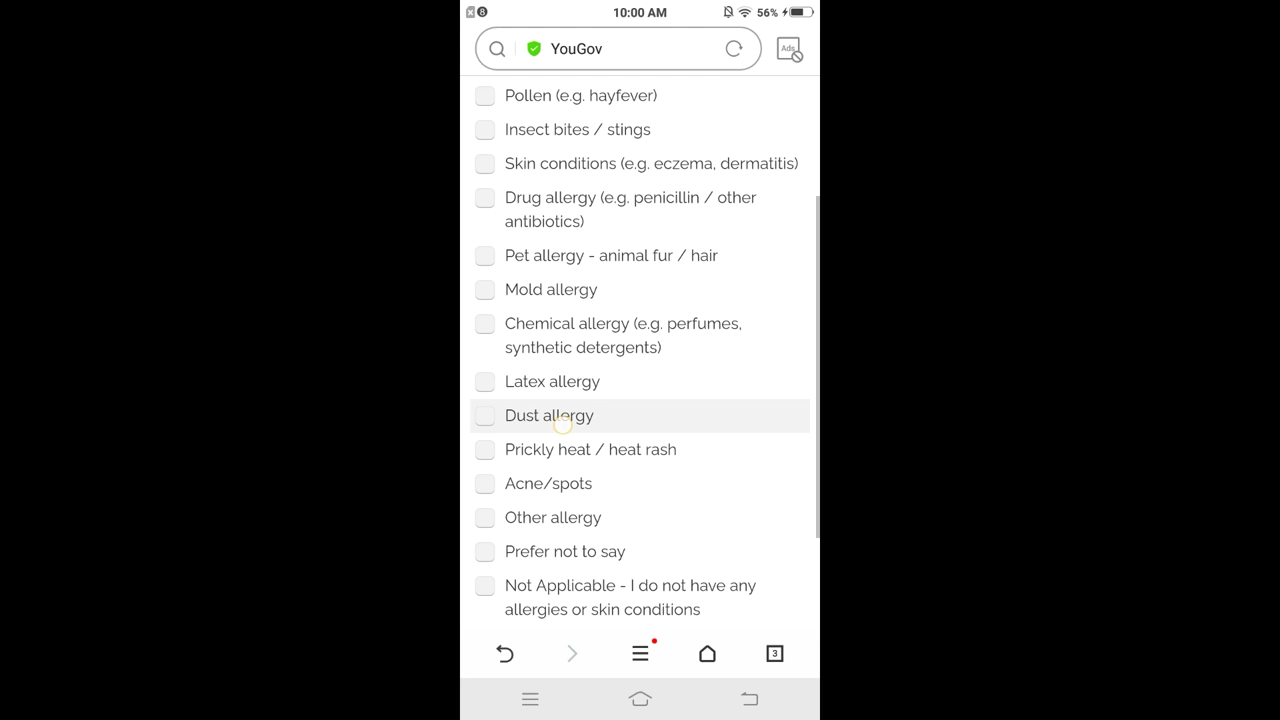 8 10:00 AM 56%
YouGov Ads
Pollen (e.g. hayfever)
Insect bites / stings
Skin conditions (e.g. eczema, dermatitis)
Drug allergy (e.g. penicillin / other
antibiotics)
Pet allergy - animal fur / hair
Mold allergy
Chemical allergy (e.g. perfumes,
synthetic detergents)
Latex allergy
Dust allergy
Prickly heat / heat rash
Acne/spots
Other allergy
Prefer not to say
Not Applicable - I do not have any
allergies or skin conditions
3